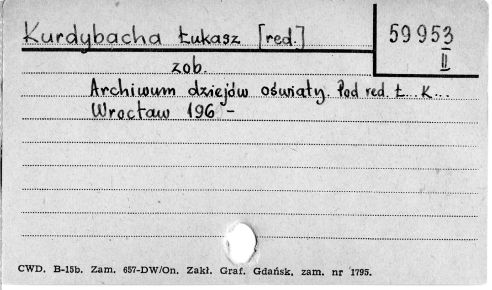 Kurdybacha Łukasz [red.] 59953
II
zob.
Archiwum dziejów oświaty. Pod red. Ł... K...
Wrocław 196 -
CWD. B-15b. Zam. 657-DW/On. Zakł. Graf. Gdańsk, zam. nr 1795.